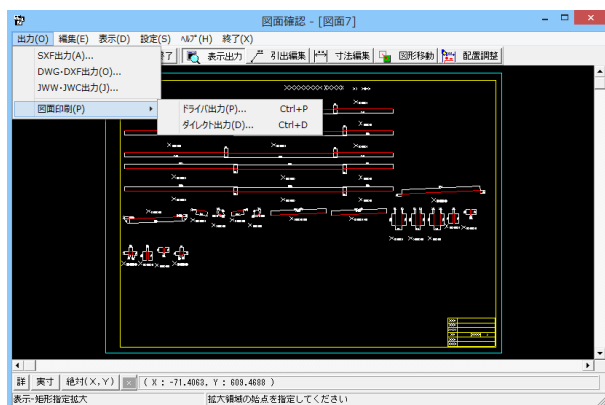 図面確認 - [図面7]
出力(O) 編集(E) 表示(D) 設定(S) ヘルプ(H) 終了(X)
SXF出力(A)...
DWG・DXF出力(O)...
JWW・JWC出力(J)...
図面印刷(P)
ドライバ出力(P)... Ctrl+P
ダイレクト出力(D)... Ctrl+D
了 表示出力 引出編集 寸法編集 図形移動 配置調整
詳 実寸 絶対(X,Y) ( X : -71.4063, Y : 609.4688 )
表示-矩形指定拡大 拡大領域の始点を指定してください